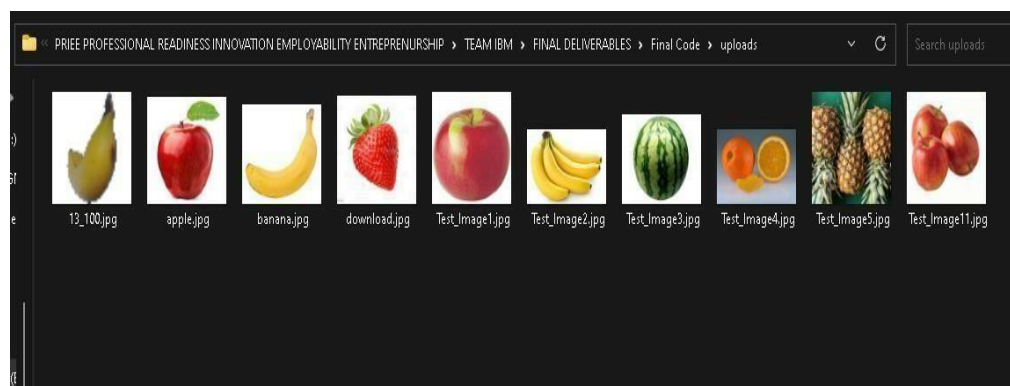 « PRIEE PROFESSIONAL READINESS INNOVATION EMPLOYABILITY ENTREPRENURSHIP › TEAM IBM › FINAL DELIVERABLES › Final Code › uploads
Search uploads
13_100.jpg
apple.jpg
banana.jpg
download.jpg
Test_Image1.jpg
Test_Image2.jpg
Test_Image3.jpg
Test_Image4.jpg
Test_Image5.jpg
Test_Image11.jpg